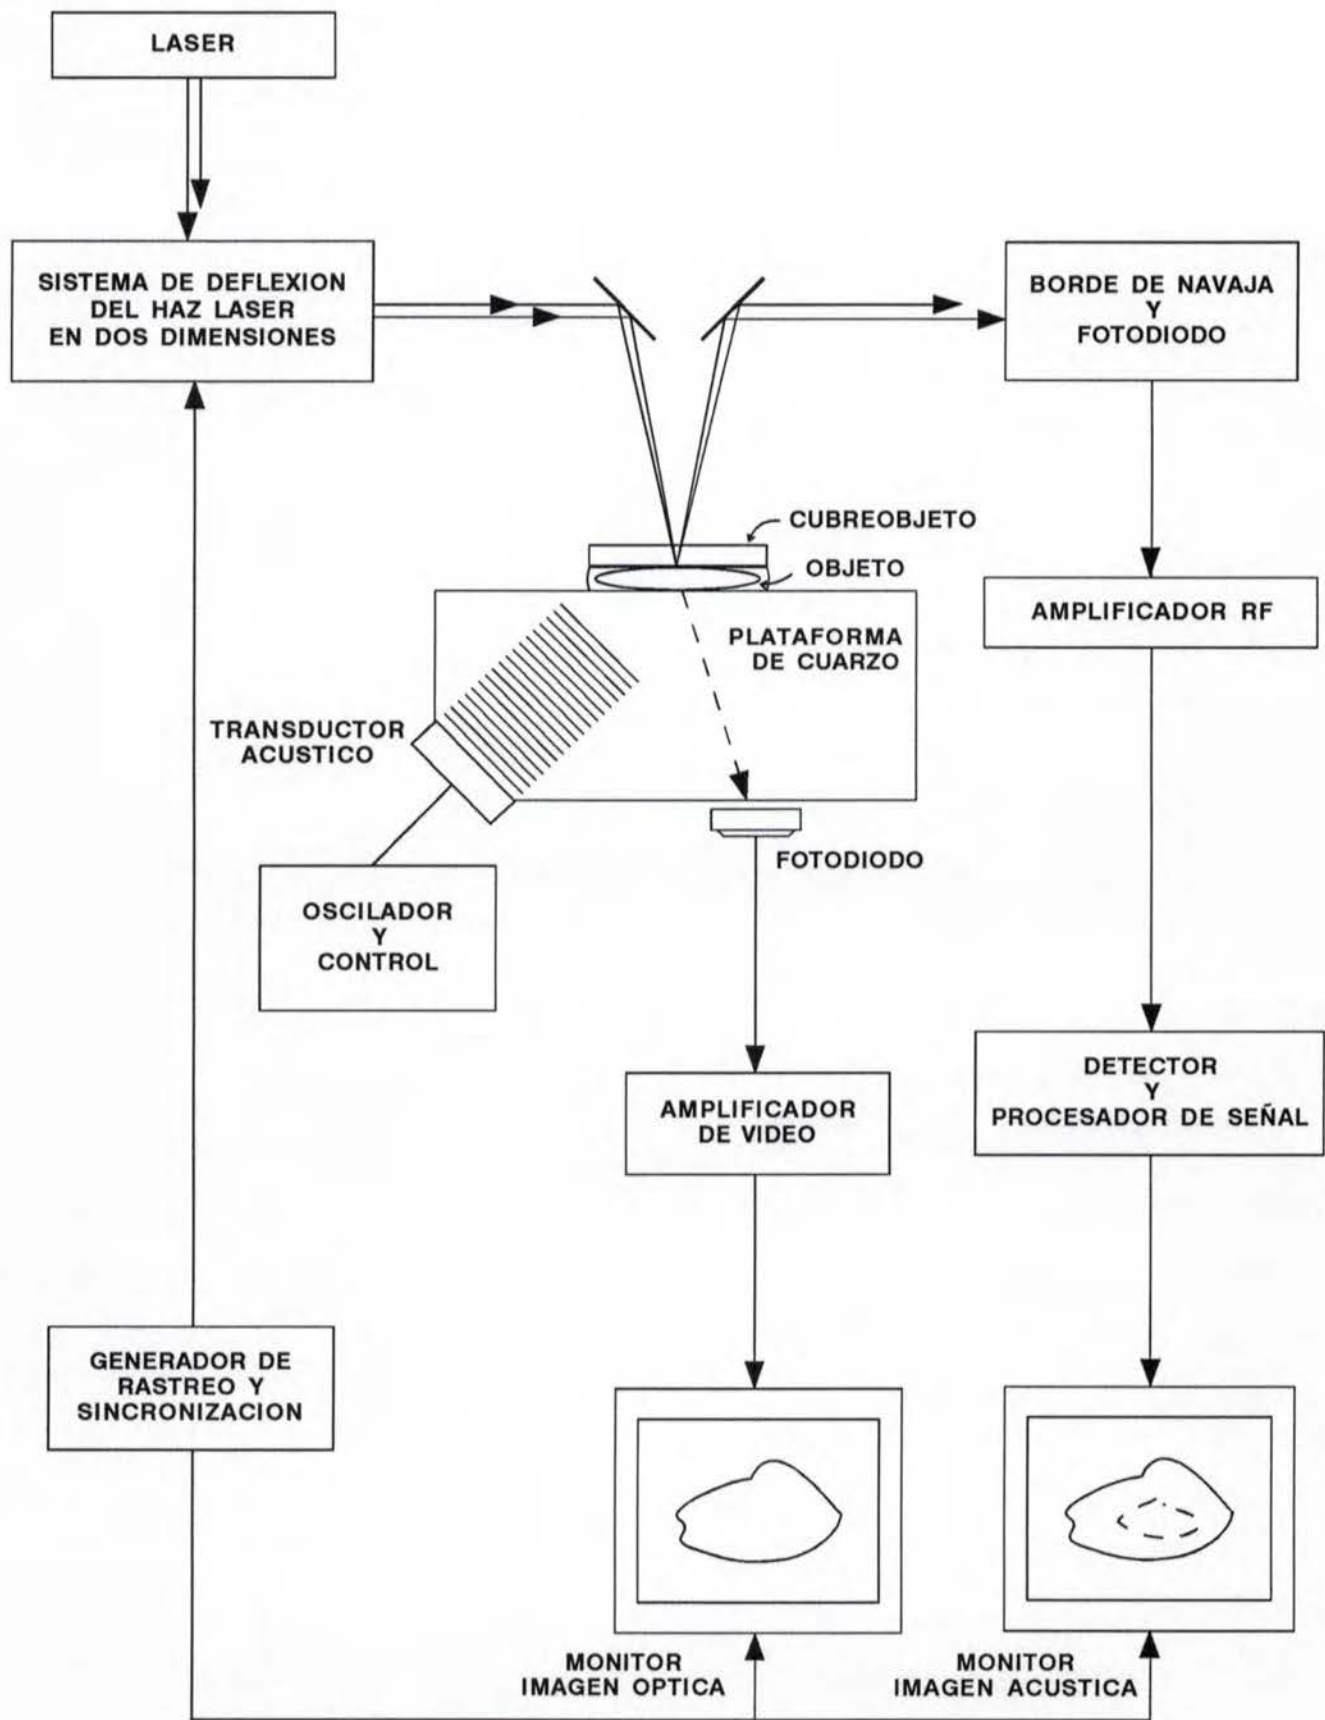 LASER
SISTEMA DE DEFLEXION
DEL HAZ LASER
EN DOS DIMENSIONES
BORDE DE NAVAJA
Y
FOTODIODO
CUBREOBJETO
OBJETO
AMPLIFICADOR RF
PLATAFORMA
DE CUARZO
TRANSDUCTOR
ACUSTICO
FOTODIODO
OSCILADOR
Y
CONTROL
DETECTOR
Y
PROCESADOR DE SEÑAL
AMPLIFICADOR
DE VIDEO
GENERADOR DE
RASTREO Y
SINCRONIZACION
MONITOR
IMAGEN OPTICA
MONITOR
IMAGEN ACUSTICA